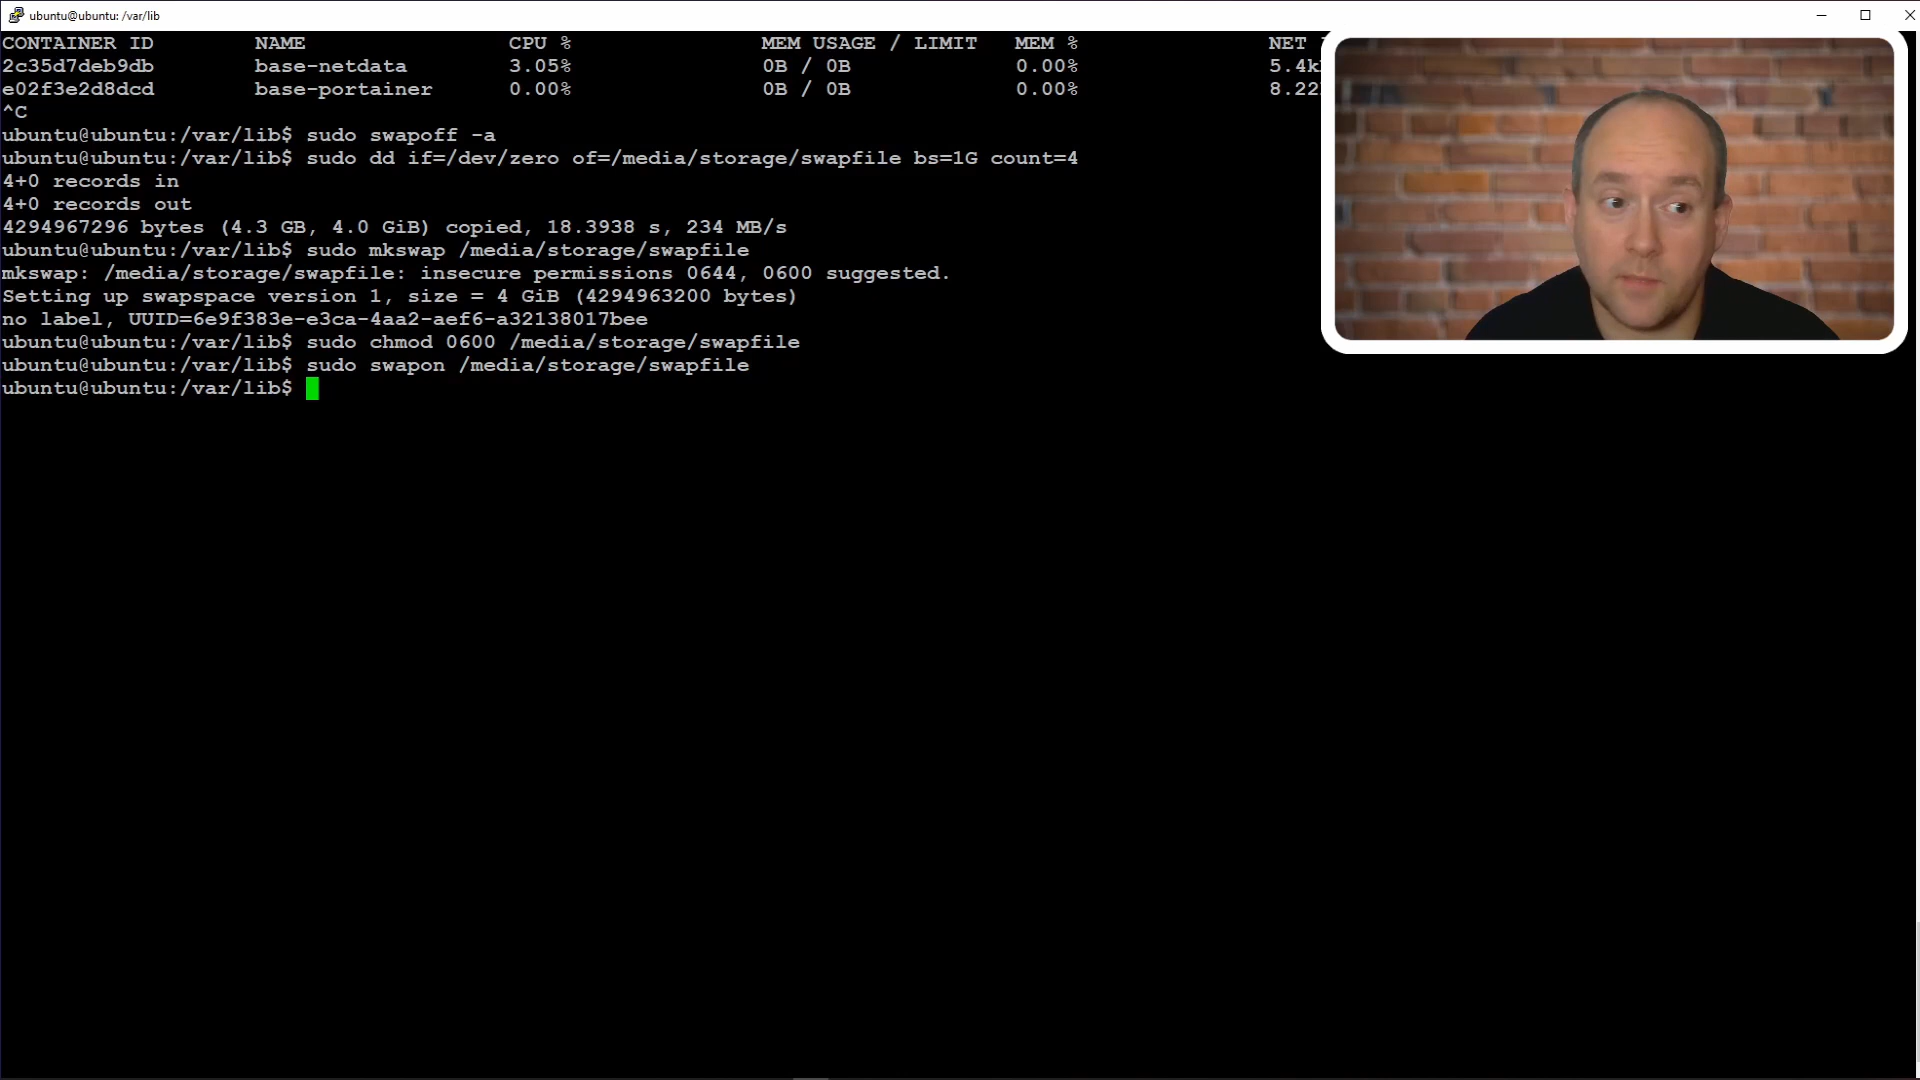 ubuntu@ubuntu: /var/lib
CONTAINER ID NAME CPU % MEM USAGE / LIMIT MEM % NET
2c35d7deb9db base-netdata 3.05% 0B / 0B 0.00% 5.4k
e02f3e2d8dcd base-portainer 0.00% 0B / 0B 0.00% 8.22
^C
ubuntu@ubuntu:/var/lib$ sudo swapoff -a
ubuntu@ubuntu:/var/lib$ sudo dd if=/dev/zero of=/media/storage/swapfile bs=1G count=4
4+0 records in
4+0 records out
4294967296 bytes (4.3 GB, 4.0 GiB) copied, 18.3938 s, 234 MB/s
ubuntu@ubuntu:/var/lib$ sudo mkswap /media/storage/swapfile
mkswap: /media/storage/swapfile: insecure permissions 0644, 0600 suggested.
Setting up swapspace version 1, size = 4 GiB (4294963200 bytes)
no label, UUID=6e9f383e-e3ca-4aa2-aef6-a32138017bee
ubuntu@ubuntu:/var/lib$ sudo chmod 0600 /media/storage/swapfile
ubuntu@ubuntu:/var/lib$ sudo swapon /media/storage/swapfile
ubuntu@ubuntu:/var/lib$